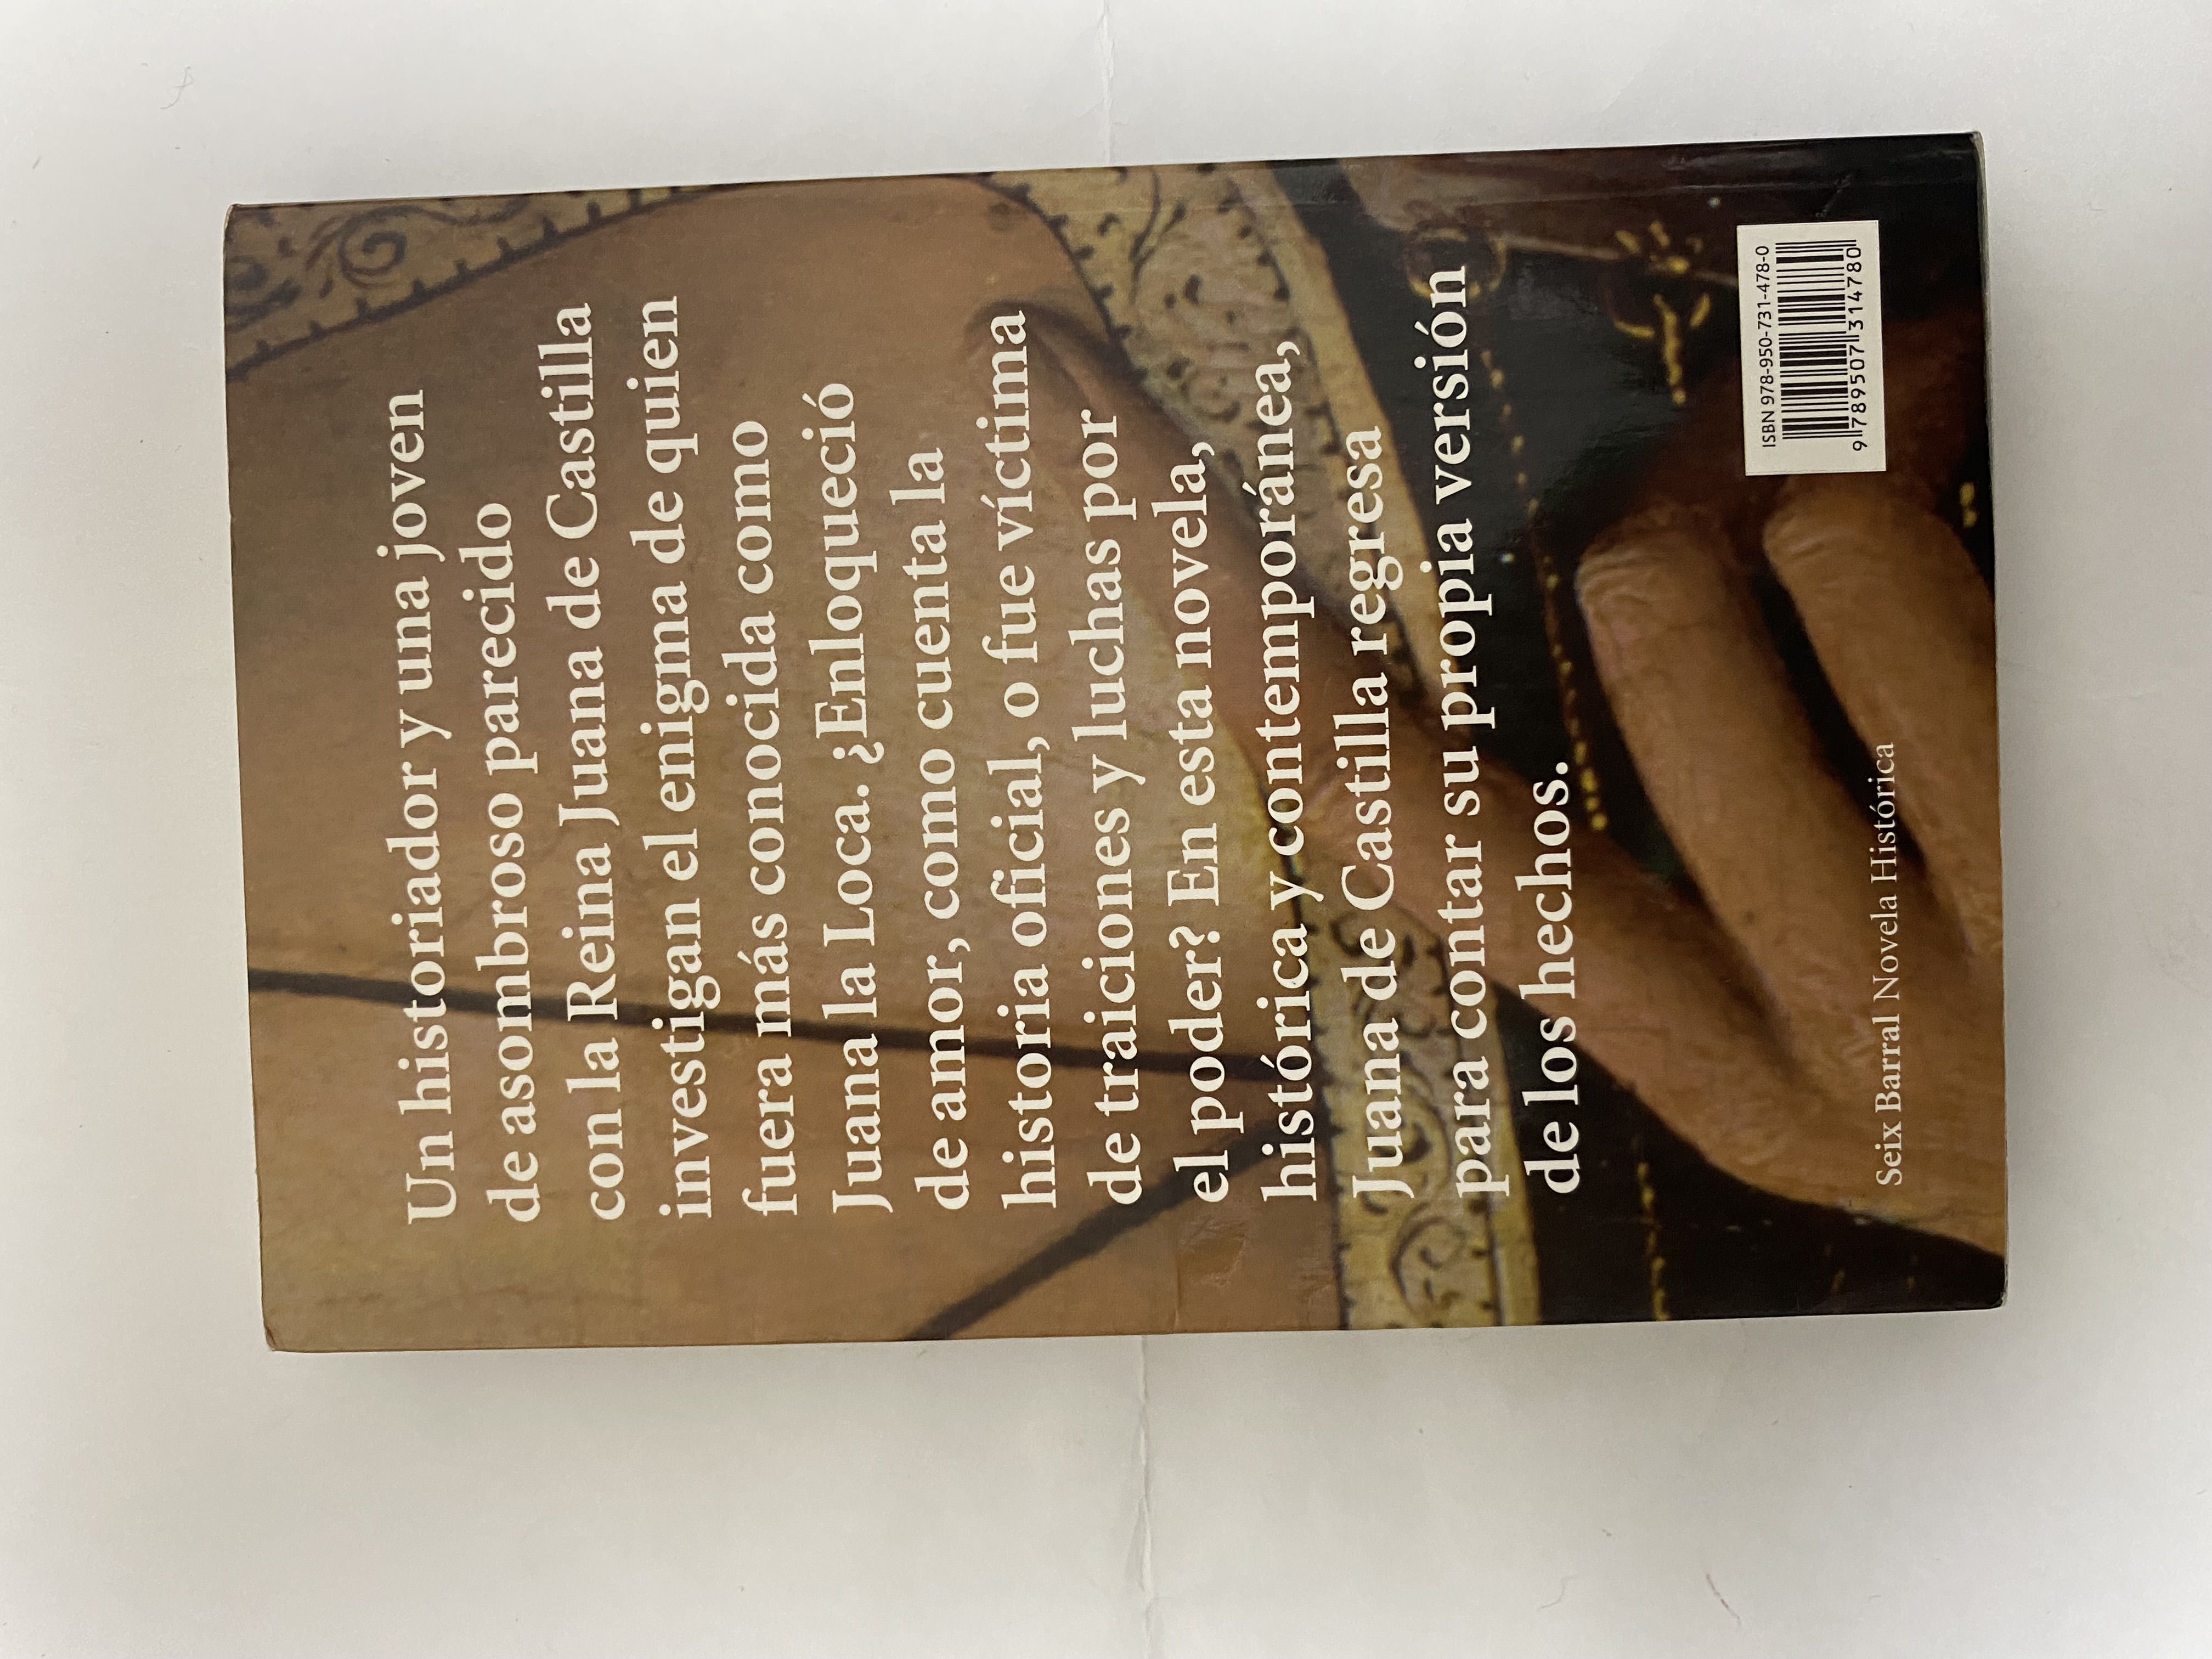 Un historiador y una joven
de asombroso parecido
con la Reina Juana de Castilla
investigan el enigma de quien
fuera más conocida como
Juana la Loca. ¿Enloqueció
de amor, como cuenta la
historia oficial, o fue víctima
de traiciones y luchas por
el poder? En esta novela,
histórica y contemporánea,
Juana de Castilla regresa
para contar su propia versión
de los hechos.
ISBN 978-950-731-478-0
9 789507 314780
Seix Barral Novela Histórica